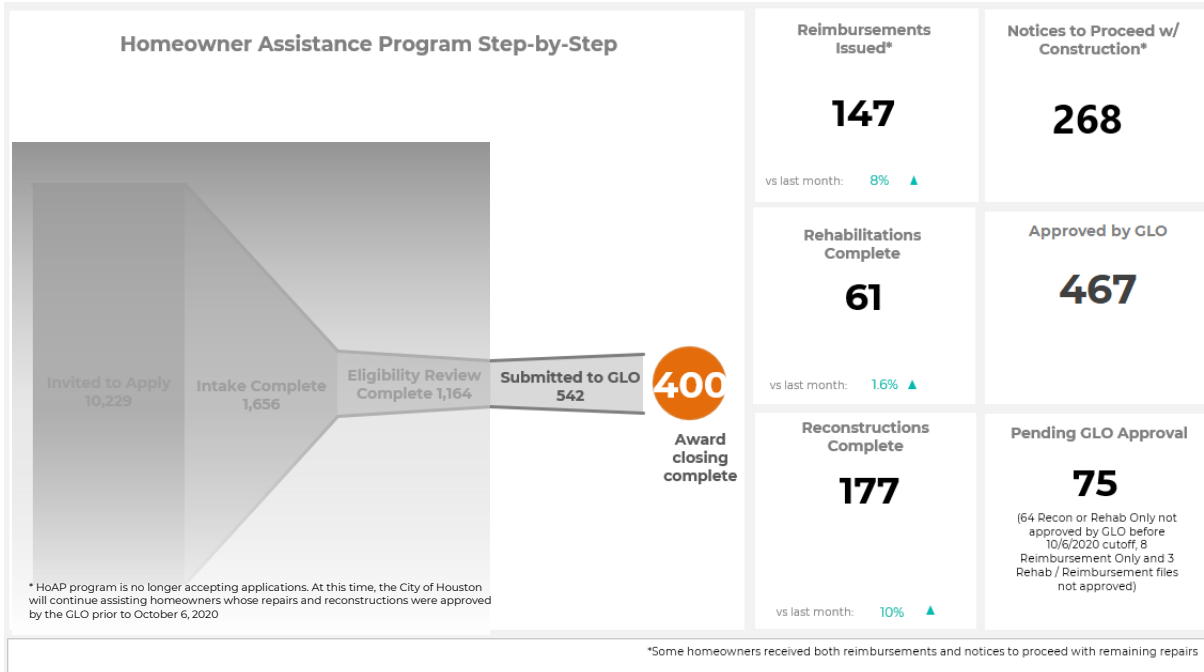 Homeowner Assistance Program Step-by-Step
Invited to Apply
10,229
Intake Complete
1,656
Eligibility Review
Complete 1,164
Submitted to GLO
542
400
Award
closing
complete
* HoAP program is no longer accepting applications. At this time, the City of Houston
will continue assisting homeowners whose repairs and reconstructions were approved
by the GLO prior to October 6, 2020
Reimbursements
Issued*
147
vs last month: 8% ▲
Notices to Proceed w/
Construction*
268
Rehabilitations
Complete
61
vs last month: 1.6% ▲
Approved by GLO
467
Reconstructions
Complete
177
vs last month: 10% ▲
Pending GLO Approval
75
(64 Recon or Rehab Only not
approved by GLO before
10/6/2020 cutoff, 8
Reimbursement Only and 3
Rehab / Reimbursement files
not approved)
*Some homeowners received both reimbursements and notices to proceed with remaining repairs